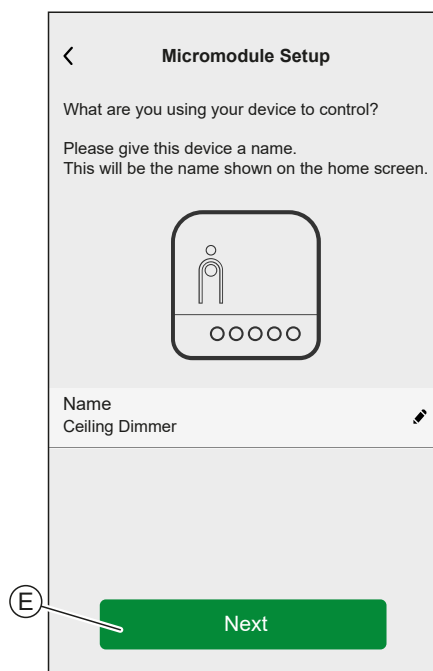 Micromodule Setup
What are you using your device to control?
Please give this device a name.
This will be the name shown on the home screen.
Name
Ceiling Dimmer
E
Next